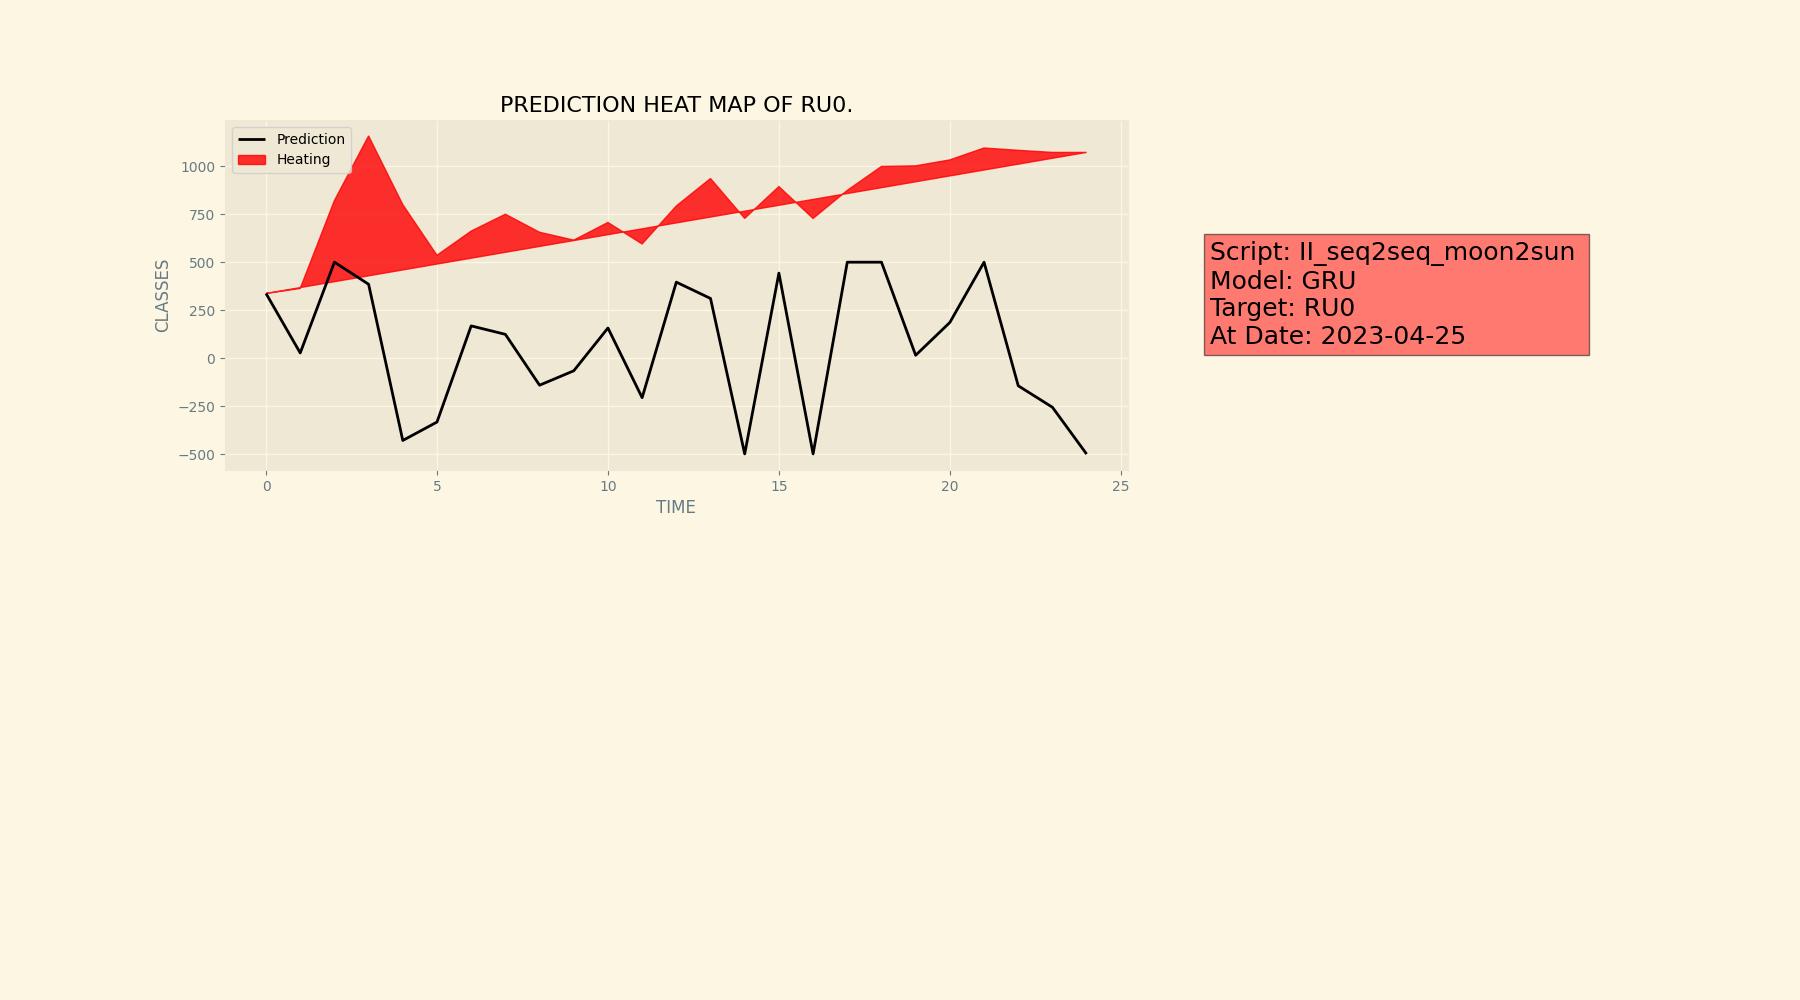 PREDICTION HEAT MAP OF RU0.
Prediction
Heating
1000
750
500
250
0
−250
−500
CLASSES
0 5 10 15 20 25
TIME
Script: II_seq2seq_moon2sun
Model: GRU
Target: RU0
At Date: 2023-04-25